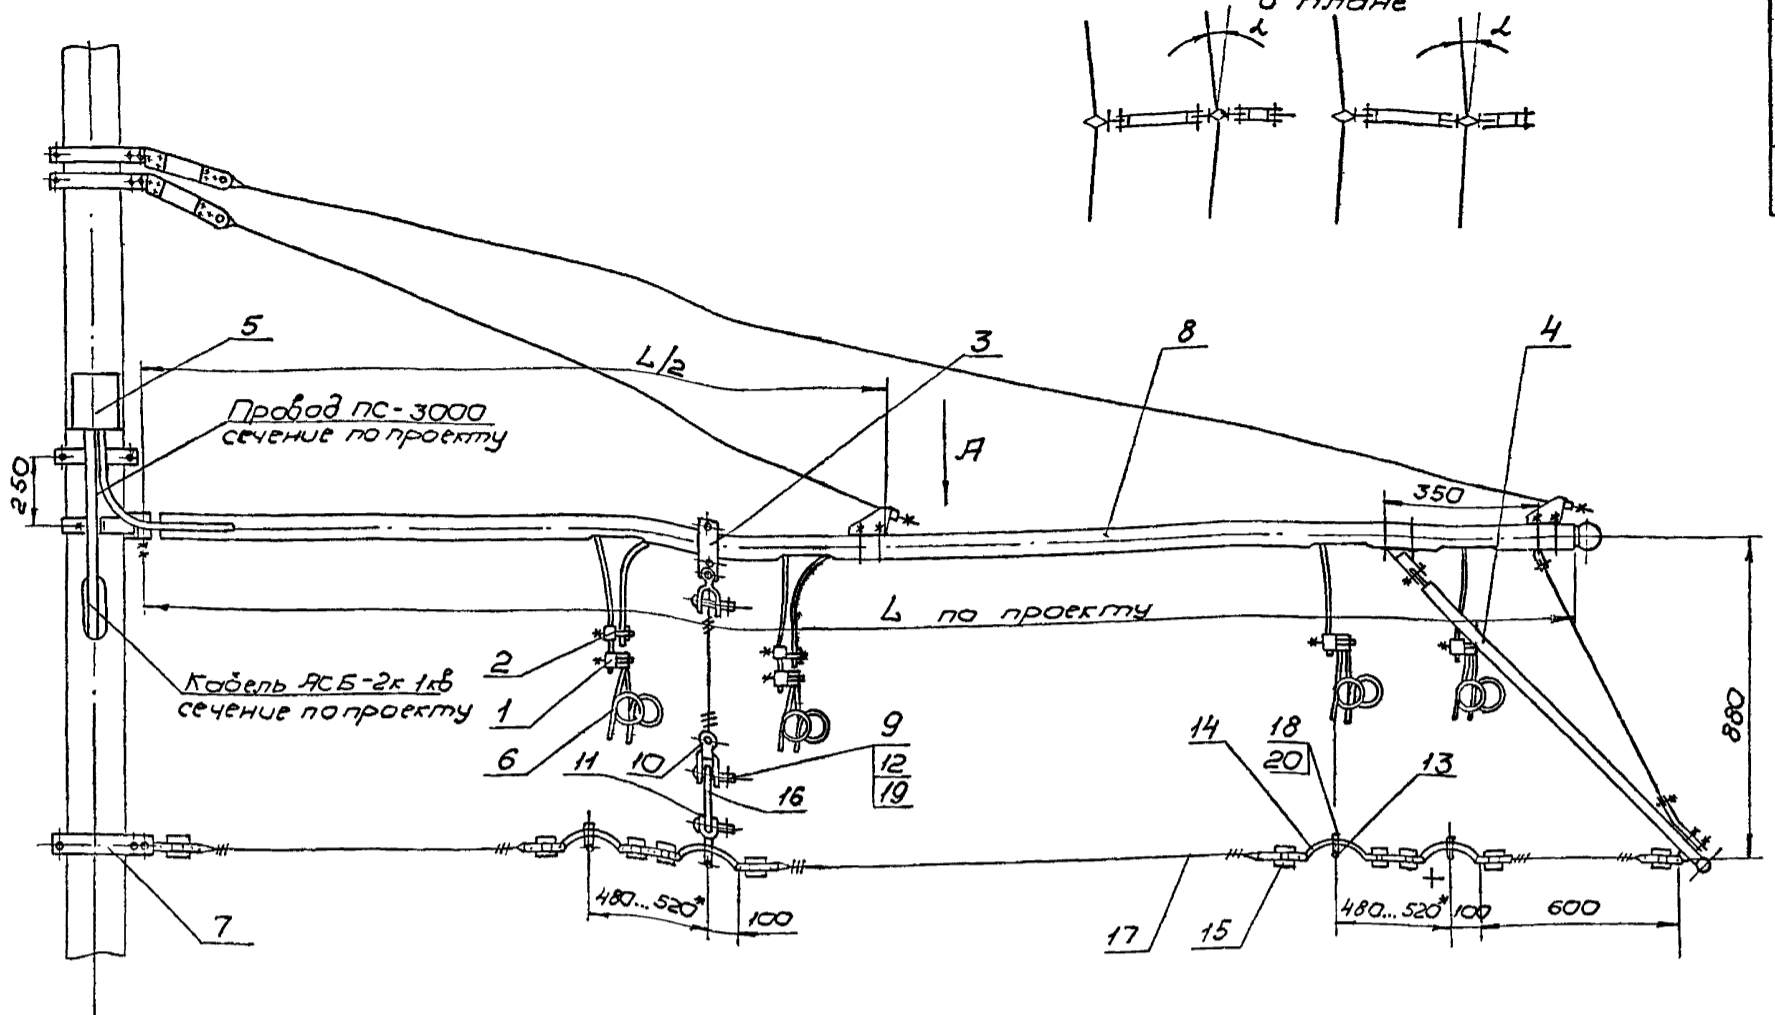 в плане
α
α
5
L/2
3
8
4
Провод ПС-3000
сечение по проекту
А
350
250
L по проекту
2
Кабель АСБ-2к 1кв
сечение по проекту
1
880
9
14
18
6
11
10
12
20
13
16
19
480...520*
100
480...520*
100
600
7
17
15